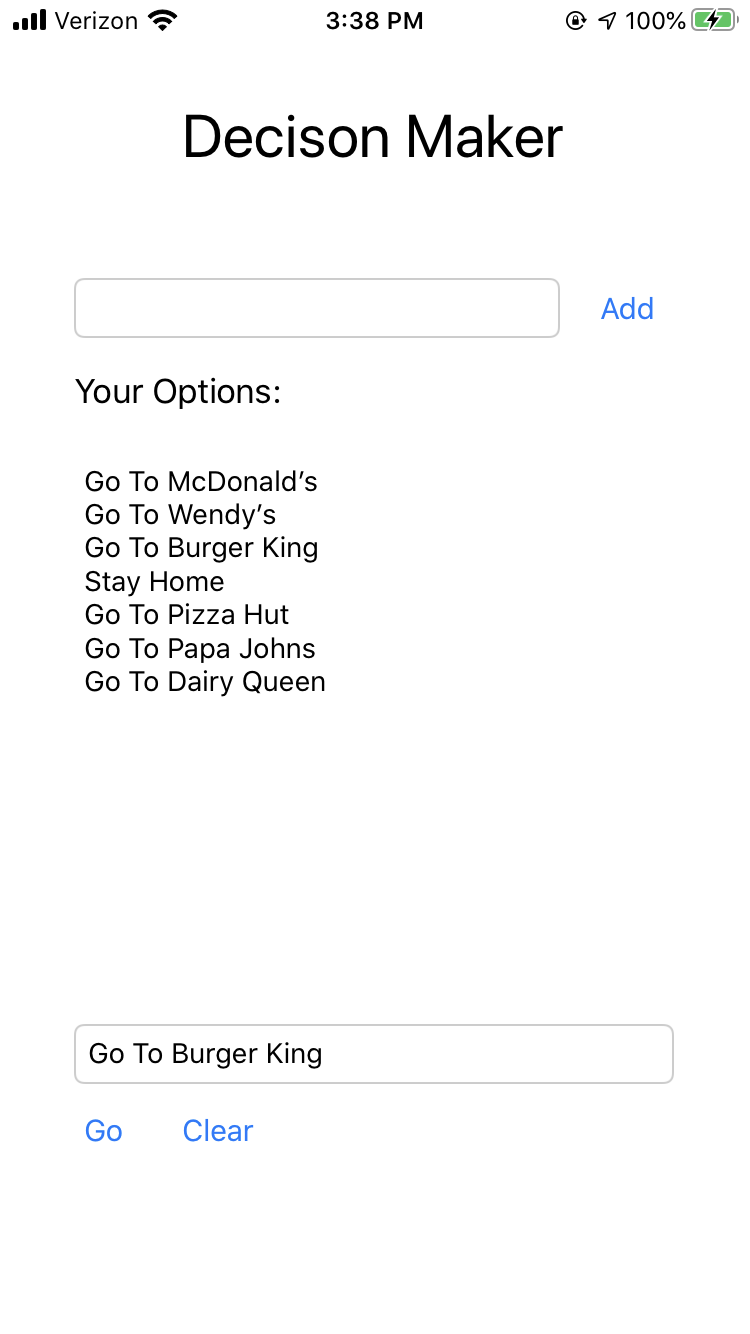 Verizon 3:38 PM 100%
Decison Maker
Add
Your Options:
Go To McDonald’s
Go To Wendy’s
Go To Burger King
Stay Home
Go To Pizza Hut
Go To Papa Johns
Go To Dairy Queen
Go To Burger King
Go Clear